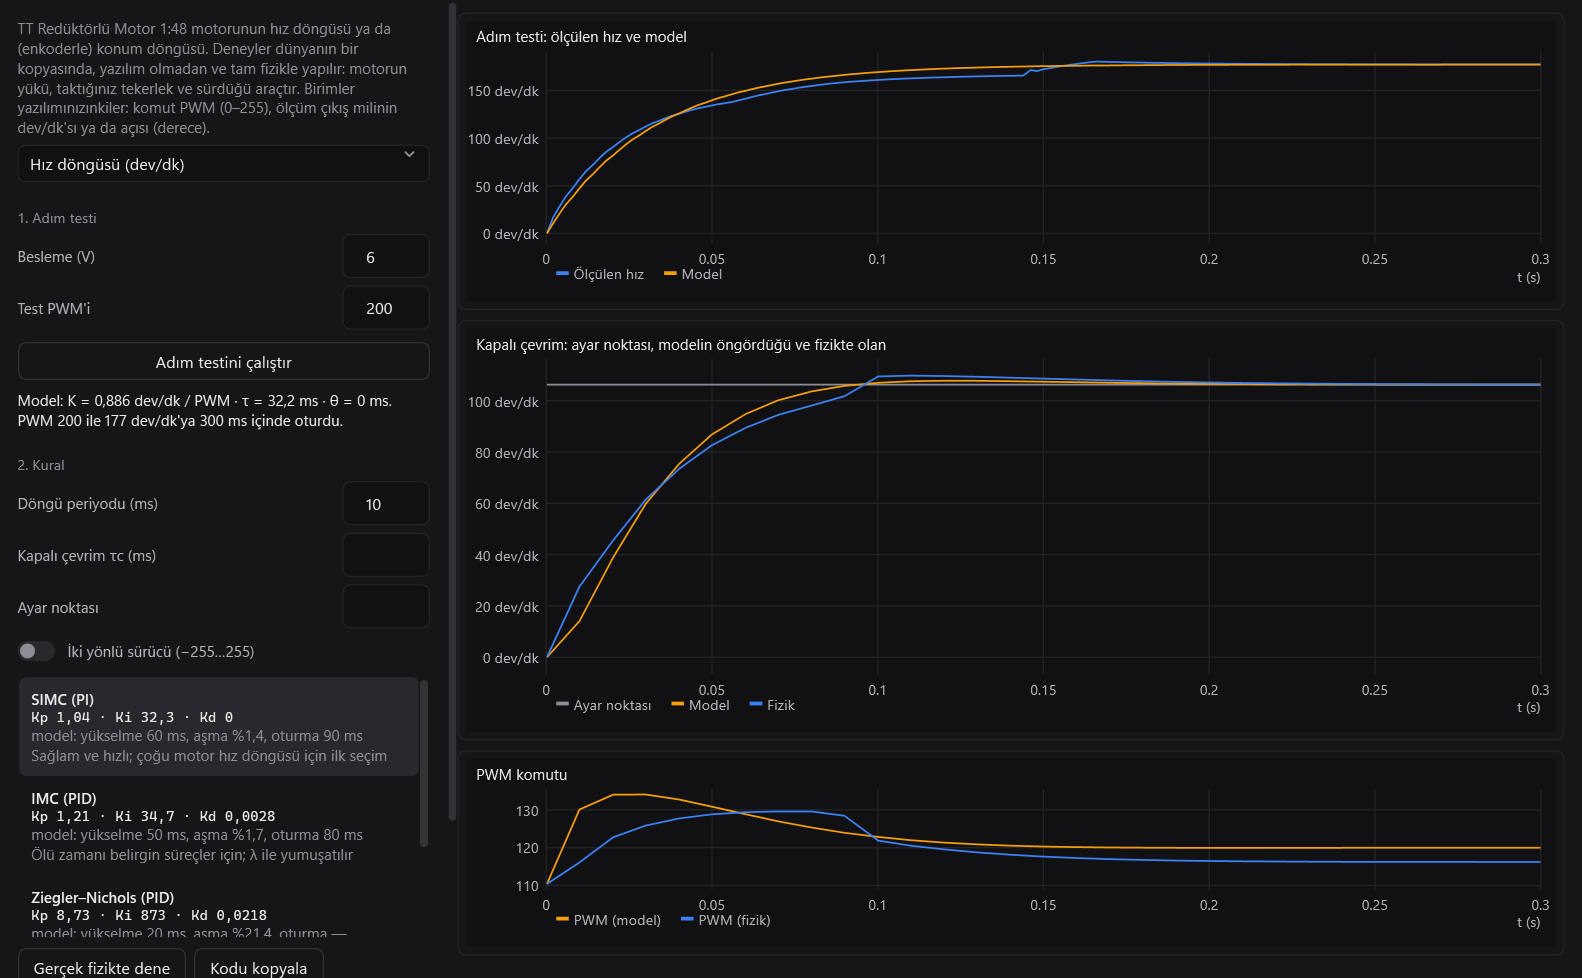 TT Redüktörlü Motor 1:48 motorunun hız döngüsü ya da
(enkoderle) konum döngüsü. Deneyler dünyanın bir
kopyasında, yazılım olmadan ve tam fizikle yapılır: motorun
yükü, taktığınız tekerlek ve sürdüğü araçtır. Birimler
yazılımınızınkiler: komut PWM (0–255), ölçüm çıkış milinin
dev/dk'sı ya da açısı (derece).
Hız döngüsü (dev/dk)
1. Adım testi
Besleme (V)
6
Test PWM'i
200
Adım testini çalıştır
Model: K = 0,886 dev/dk / PWM · τ = 32,2 ms · θ = 0 ms.
PWM 200 ile 177 dev/dk'ya 300 ms içinde oturdu.
2. Kural
Döngü periyodu (ms)
10
Kapalı çevrim τc (ms)
Ayar noktası
İki yönlü sürücü (−255…255)
SIMC (PI)
Kp 1,04 · Ki 32,3 · Kd 0
model: yükselme 60 ms, aşma %1,4, oturma 90 ms
Sağlam ve hızlı; çoğu motor hız döngüsü için ilk seçim
IMC (PID)
Kp 1,21 · Ki 34,7 · Kd 0,0028
model: yükselme 50 ms, aşma %1,7, oturma 80 ms
Ölü zamanı belirgin süreçler için; λ ile yumuşatılır
Ziegler–Nichols (PID)
Kp 8,73 · Ki 873 · Kd 0,0218
model: yükselme 20 ms, aşma %21,4, oturma —
Gerçek fizikte dene
Kodu kopyala
Adım testi: ölçülen hız ve model
150 dev/dk
100 dev/dk
50 dev/dk
0 dev/dk
0 0.05 0.1 0.15 0.2 0.25 0.3
t (s)
Ölçülen hız Model
Kapalı çevrim: ayar noktası, modelin öngördüğü ve fizikte olan
100 dev/dk
80 dev/dk
60 dev/dk
40 dev/dk
20 dev/dk
0 dev/dk
0 0.05 0.1 0.15 0.2 0.25 0.3
t (s)
Ayar noktası Model Fizik
PWM komutu
130
120
110
0 0.05 0.1 0.15 0.2 0.25 0.3
t (s)
PWM (model) PWM (fizik)